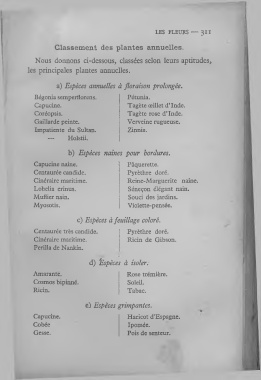 LES FLEURS — 311
Classement des plantes annuelles.
Nous donnons ci-dessous, classées selon leurs aptitudes,
les principales plantes annuelles.
a) Espèces annuelles à floraison prolongée.
Bégonia semperflorens.
Capucine.
Coréopsis.
Gaillarde peinte.
Impatiente du Sultan.
— Holstii.
Pétunia.
Tagète œillet d'Inde.
Tagète rose d'Inde.
Verveine rugueuse.
Zinnia.
b) Espèces naines pour bordures.
Capucine naine.
Centaurée candide.
Cinéraire maritime.
Lobelia erinus.
Muflier nain.
Myosotis.
Pâquerette.
Pyrèthre doré.
Reine-Marguerite naine.
Séneçon élégant nain.
Souci des jardins.
Violette-pensée.
c) Espèces à feuillage coloré.
Centaurée très candide.
Cinéraire maritime.
Perilla de Nankin.
Pyrèthre doré.
Ricin de Gibson.
d) Espèces à isoler.
Amarante.
Cosmos bipinné.
Ricin.
Rose trémière.
Soleil.
Tabac.
e) Espèces grimpantes.
Capucine.
Cobée
Gesse.
Haricot d'Espagne.
Ipomée.
Pois de senteur.